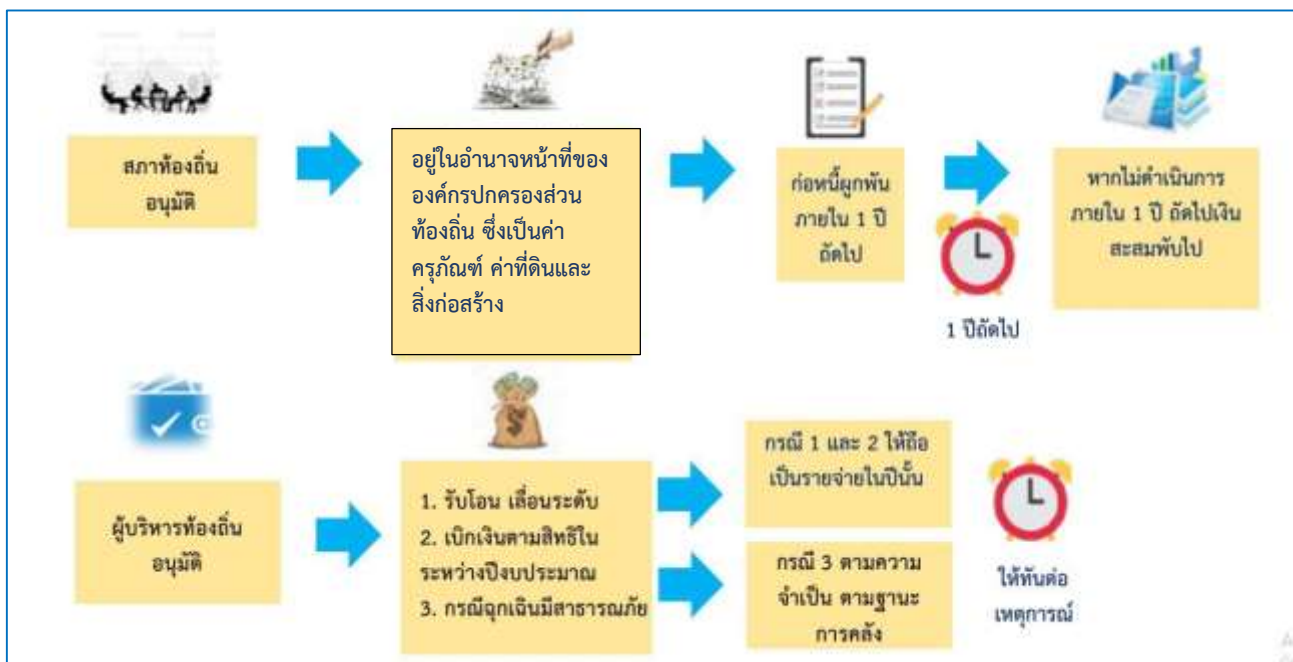 สภาท้องถิ่น
อนุมัติ
อยู่ในอำนาจหน้าที่ของ
องค์กรปกครองส่วน
ท้องถิ่น ซึ่งเป็นค่า
ครุภัณฑ์ ค่าที่ดินและ
สิ่งก่อสร้าง
ก่อหนี้ผูกพัน
ภายใน 1 ปี
ถัดไป
1 ปีถัดไป
หากไม่ดำเนินการ
ภายใน 1 ปี ถัดไปเงิน
สะสมพับไป
ผู้บริหารท้องถิ่น
อนุมัติ
1. รับโอน เลื่อนระดับ
2. เบิกเงินตามสิทธิใน
ระหว่างปีงบประมาณ
3. กรณีฉุกเฉินมีสาธารณภัย
กรณี 1 และ 2 ให้ถือ
เป็นรายจ่ายในปีนั้น
กรณี 3 ตามความ
จำเป็น ตามฐานะ
การคลัง
ให้ทันต่อ
เหตุการณ์